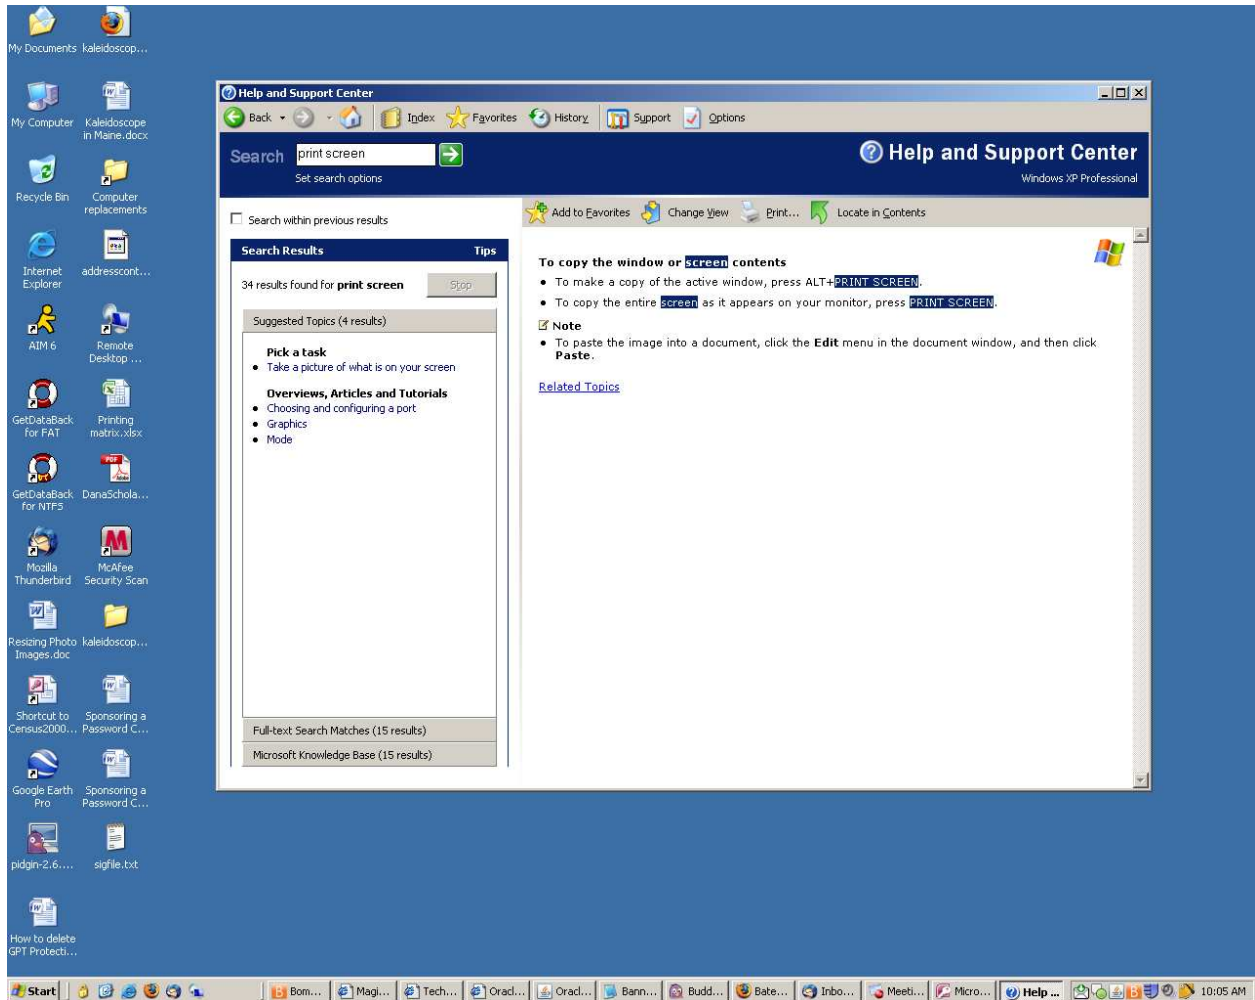 My Documents
kaleidoscop...
My Computer
Kaleidoscope
in Maine.docx
Recycle Bin
Computer
replacements
Internet
Explorer
addresscont...
AIM 6
Remote
Desktop ...
GetDataBack
for FAT
Printing
matrix.xlsx
GetDataBack
for NTFS
DanaSchola...
Mozilla
Thunderbird
McAfee
Security Scan
Resizing Photo
Images.doc
kaleidoscop...
Shortcut to
Census2000...
Sponsoring a
Password C...
Google Earth
Pro
Sponsoring a
Password C...
pidgin-2.6....
sigfile.txt
How to delete
GPT Protecti...
Help and Support Center
Back
Index
Favorites
History
Support
Options
Search
print screen
Set search options
Help and Support Center
Windows XP Professional
Search within previous results
Add to Favorites
Change View
Print...
Locate in Contents
Search Results
Tips
34 results found for print screen
Stop
Suggested Topics (4 results)
Pick a task
• Take a picture of what is on your screen
Overviews, Articles and Tutorials
• Choosing and configuring a port
• Graphics
• Mode
Full-text Search Matches (15 results)
Microsoft Knowledge Base (15 results)
To copy the window or screen contents
• To make a copy of the active window, press ALT+PRINT SCREEN.
• To copy the entire screen as it appears on your monitor, press PRINT SCREEN.
Note
• To paste the image into a document, click the Edit menu in the document window, and then click
Paste.
Related Topics
Start
Bom...
Magi...
Tech...
Oracl...
Oracl...
Bann...
Budd...
Bate...
Inbo...
Meeti...
Micro...
Help ...
10:05 AM